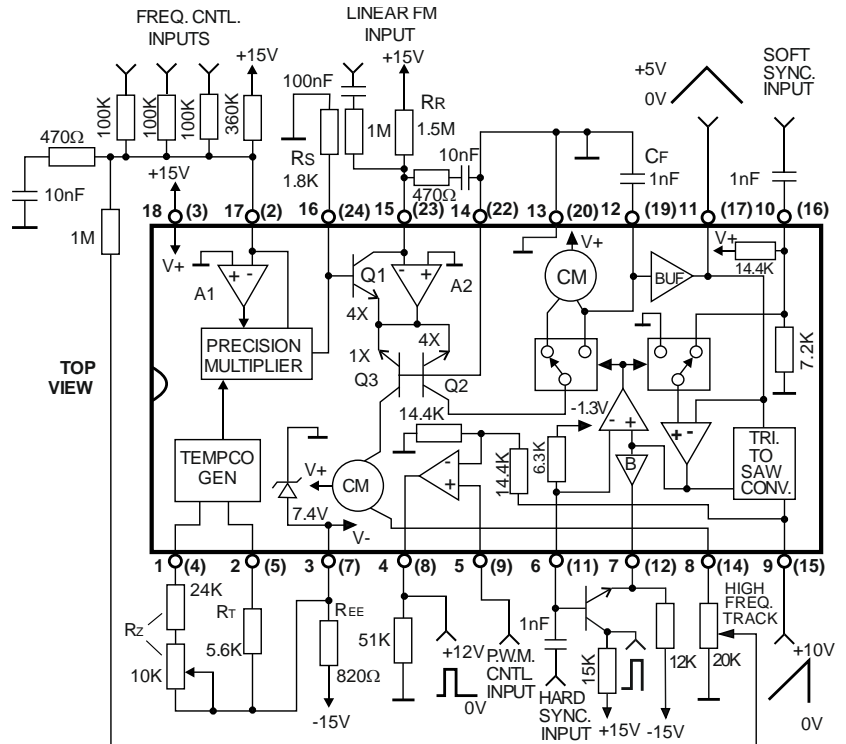 FREQ. CNTL.
INPUTS
LINEAR FM
INPUT
+15V
+15V
SOFT
SYNC.
INPUT
+5V
0V
100nF
100K
100K
100K
360K
RR
1.5M
1M
RS
1.8K
470Ω
10nF
470Ω
10nF
CF
1nF
1nF
+15V
1M
18 (3)
17 (2)
16 (24)
15 (23)
14 (22)
13 (20)
12 (19)
11 (17)
10 (16)
V+
V+
V+
14.4K
A1
+ -
Q1
- +
A2
CM
BUF
4X
4X
7.2K
PRECISION
MULTIPLIER
1X
TOP
VIEW
Q3
Q2
14.4K
-1.3V
6.3K
- +
+ -
TEMPCO
GEN
V+
CM
-
+
14.4K
B
TRI.
TO
SAW
CONV.
7.4V
V-
1 (4)
2 (5)
3 (7)
4 (8)
5 (9)
6 (11)
7 (12)
8 (14)
9 (15)
24K
RT
REE
HIGH
FREQ.
TRACK
RZ
5.6K
1nF
51K
+12V
P.W.M.
CNTL
INPUT
10K
820Ω
15K
12K
20K
+10V
0V
HARD
SYNC.
INPUT
-15V
+15V
-15V
0V